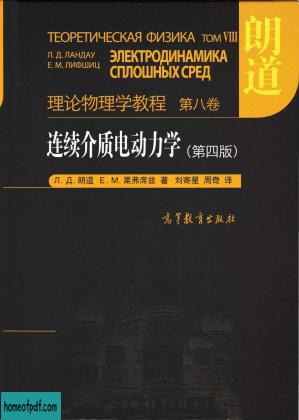 ТЕОРЕТИЧЕСКАЯ ФИЗИКА ТОМ VIII
Л. Д. ЛАНДАУ
Е. М. ЛИФШИЦ
ЭЛЕКТРОДИНАМИКА
СПЛОШНЫХ СРЕД
朗道
理论物理学教程 第八卷
连续介质电动力学(第四版)
Л. Д. 朗道 Е. М. 栗弗席兹 著 刘寄星 周奇 译
高等教育出版社
homeofpdf.com
homeofpdf.com